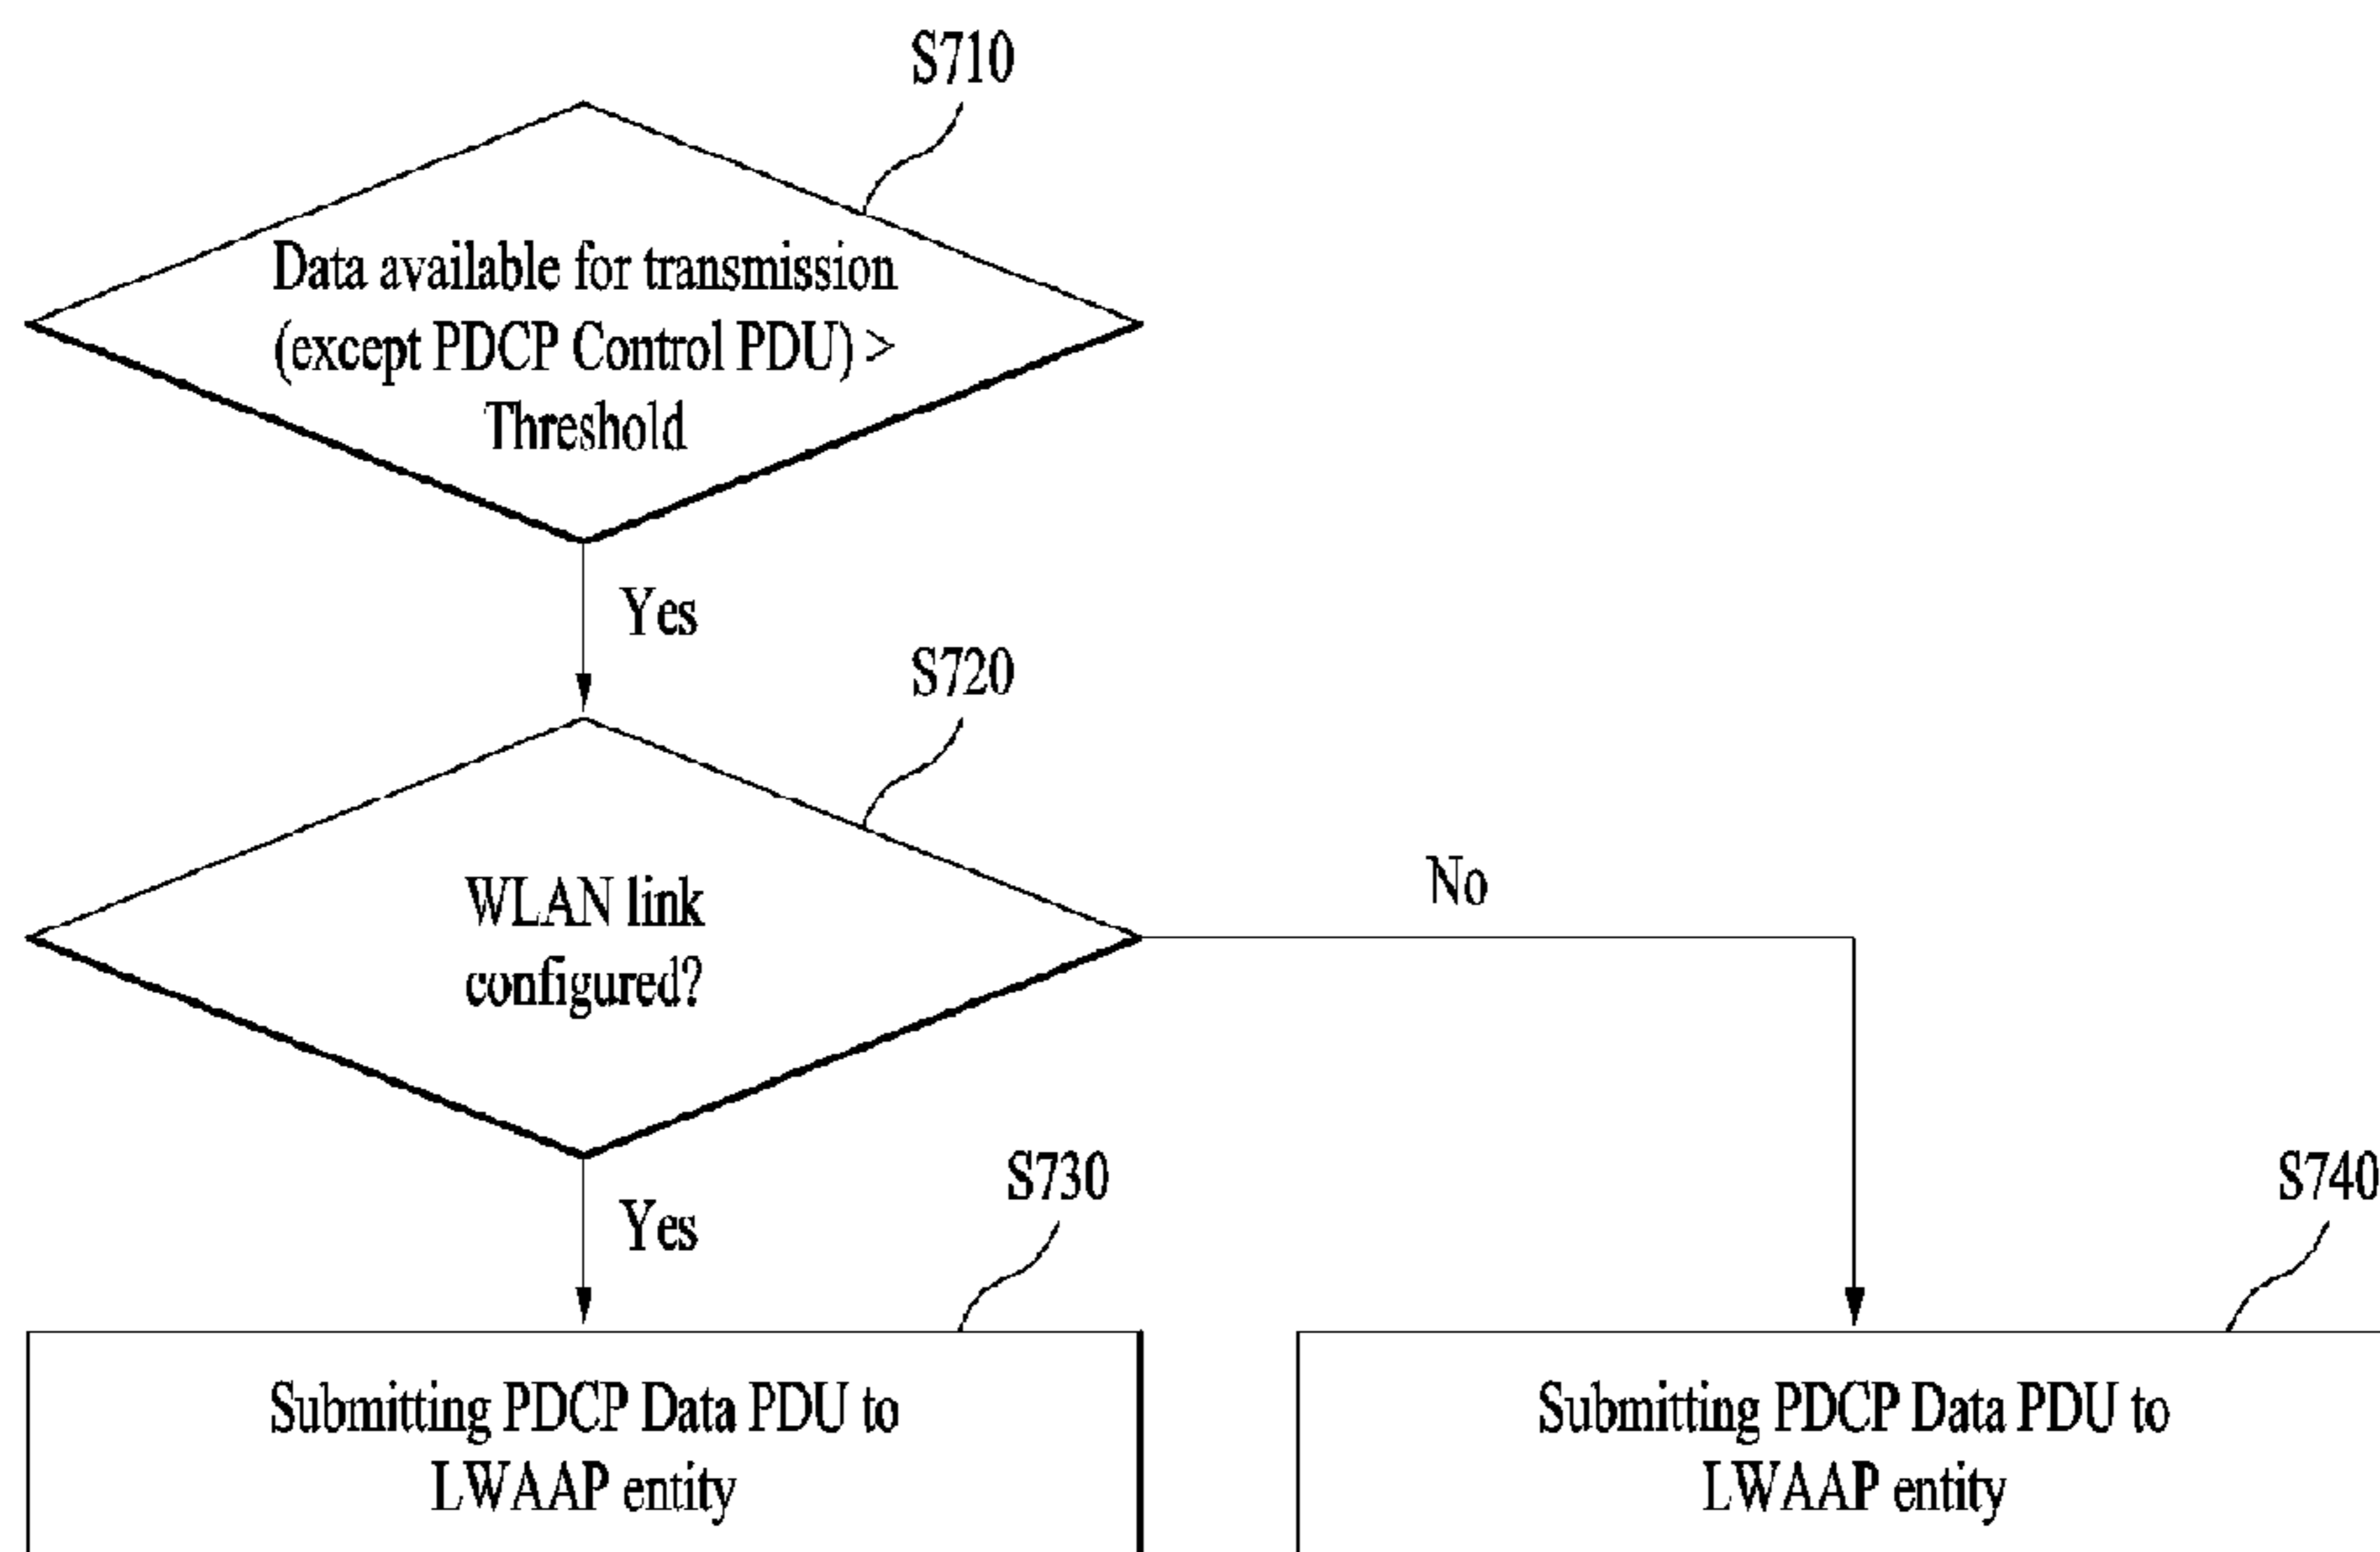 S710
Data available for transmission
(except PDCP Control PDU) >
Threshold
Yes
S720
WLAN link
configured?
No
Yes
S730
S740
Submitting PDCP Data PDU to
LWAAP entity
Submitting PDCP Data PDU to
LWAAP entity